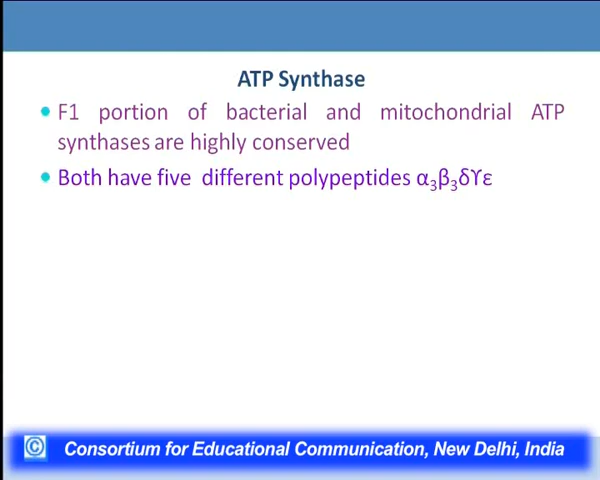 ATP Synthase
F1 portion of bacterial and mitochondrial ATP
synthases are highly conserved
Both have five different polypeptides α₃β₃δϒε
© Consortium for Educational Communication, New Delhi, India